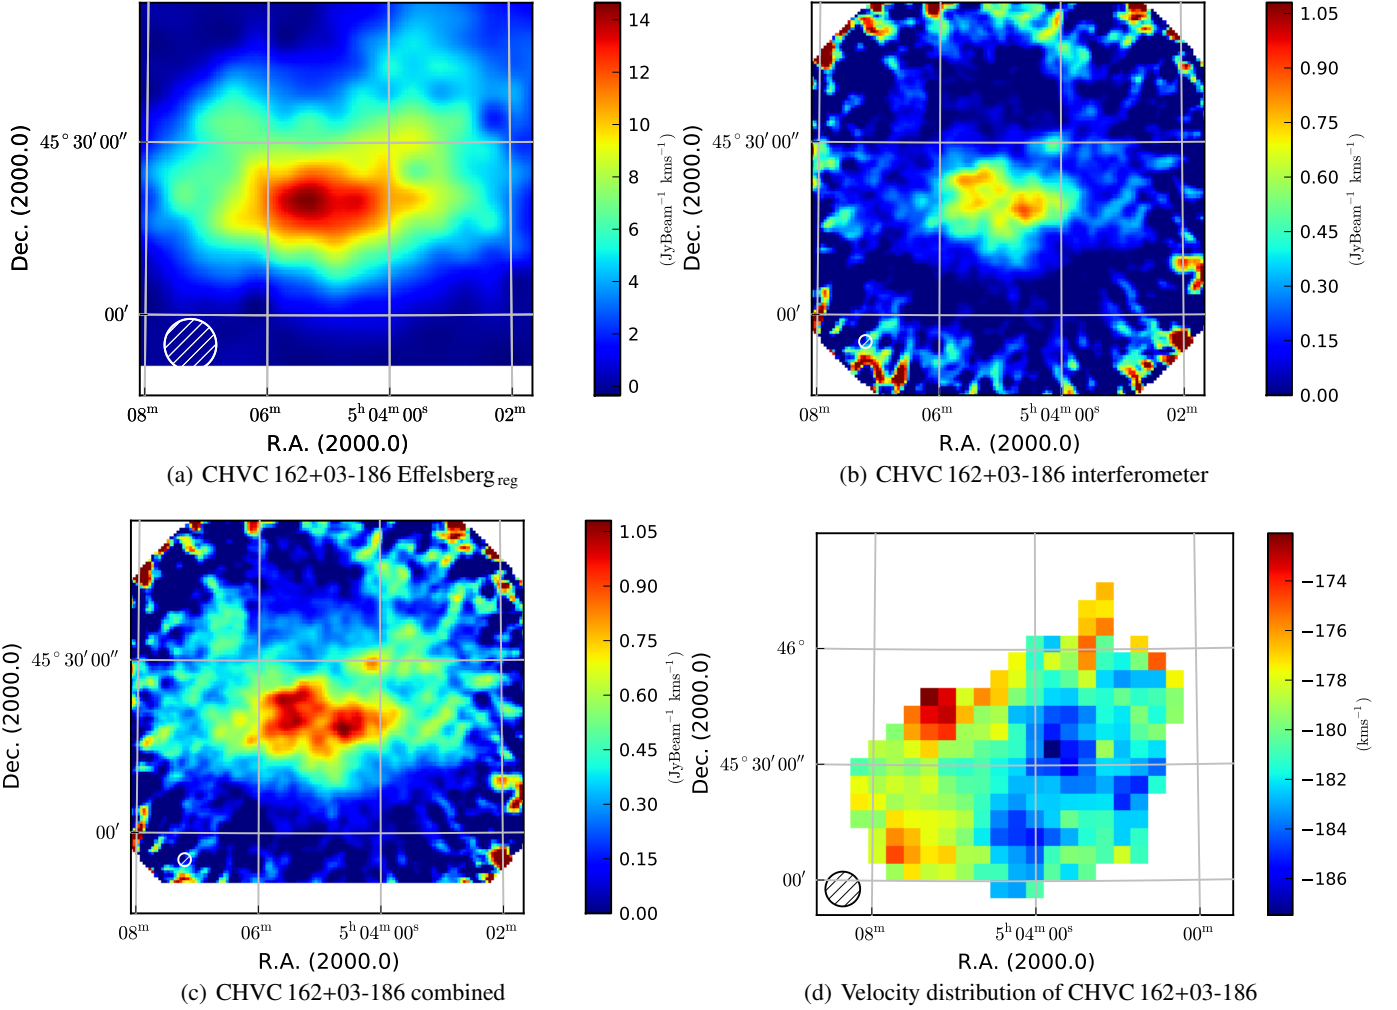 14
12
10
8
6
4
2
0
(JyBeam⁻¹ kms⁻¹)
Dec. (2000.0)
45° 30′ 00″
00′
08ᵐ
06ᵐ
5ʰ 04ᵐ 00ˢ
02ᵐ
R.A. (2000.0)
(a) CHVC 162+03-186 Effelsberg reg
1.05
0.90
0.75
0.60
0.45
0.30
0.15
0.00
(JyBeam⁻¹ kms⁻¹)
Dec. (2000.0)
45° 30′ 00″
00′
08ᵐ
06ᵐ
5ʰ 04ᵐ 00ˢ
02ᵐ
R.A. (2000.0)
(b) CHVC 162+03-186 interferometer
1.05
0.90
0.75
0.60
0.45
0.30
0.15
0.00
(JyBeam⁻¹ kms⁻¹)
Dec. (2000.0)
45° 30′ 00″
00′
08ᵐ
06ᵐ
5ʰ 04ᵐ 00ˢ
02ᵐ
R.A. (2000.0)
(c) CHVC 162+03-186 combined
−174
−176
−178
−180
−182
−184
−186
(kms⁻¹)
Dec. (2000.0)
46°
45° 30′ 00″
00′
08ᵐ
5ʰ 04ᵐ 00ˢ
00ᵐ
R.A. (2000.0)
(d) Velocity distribution of CHVC 162+03-186